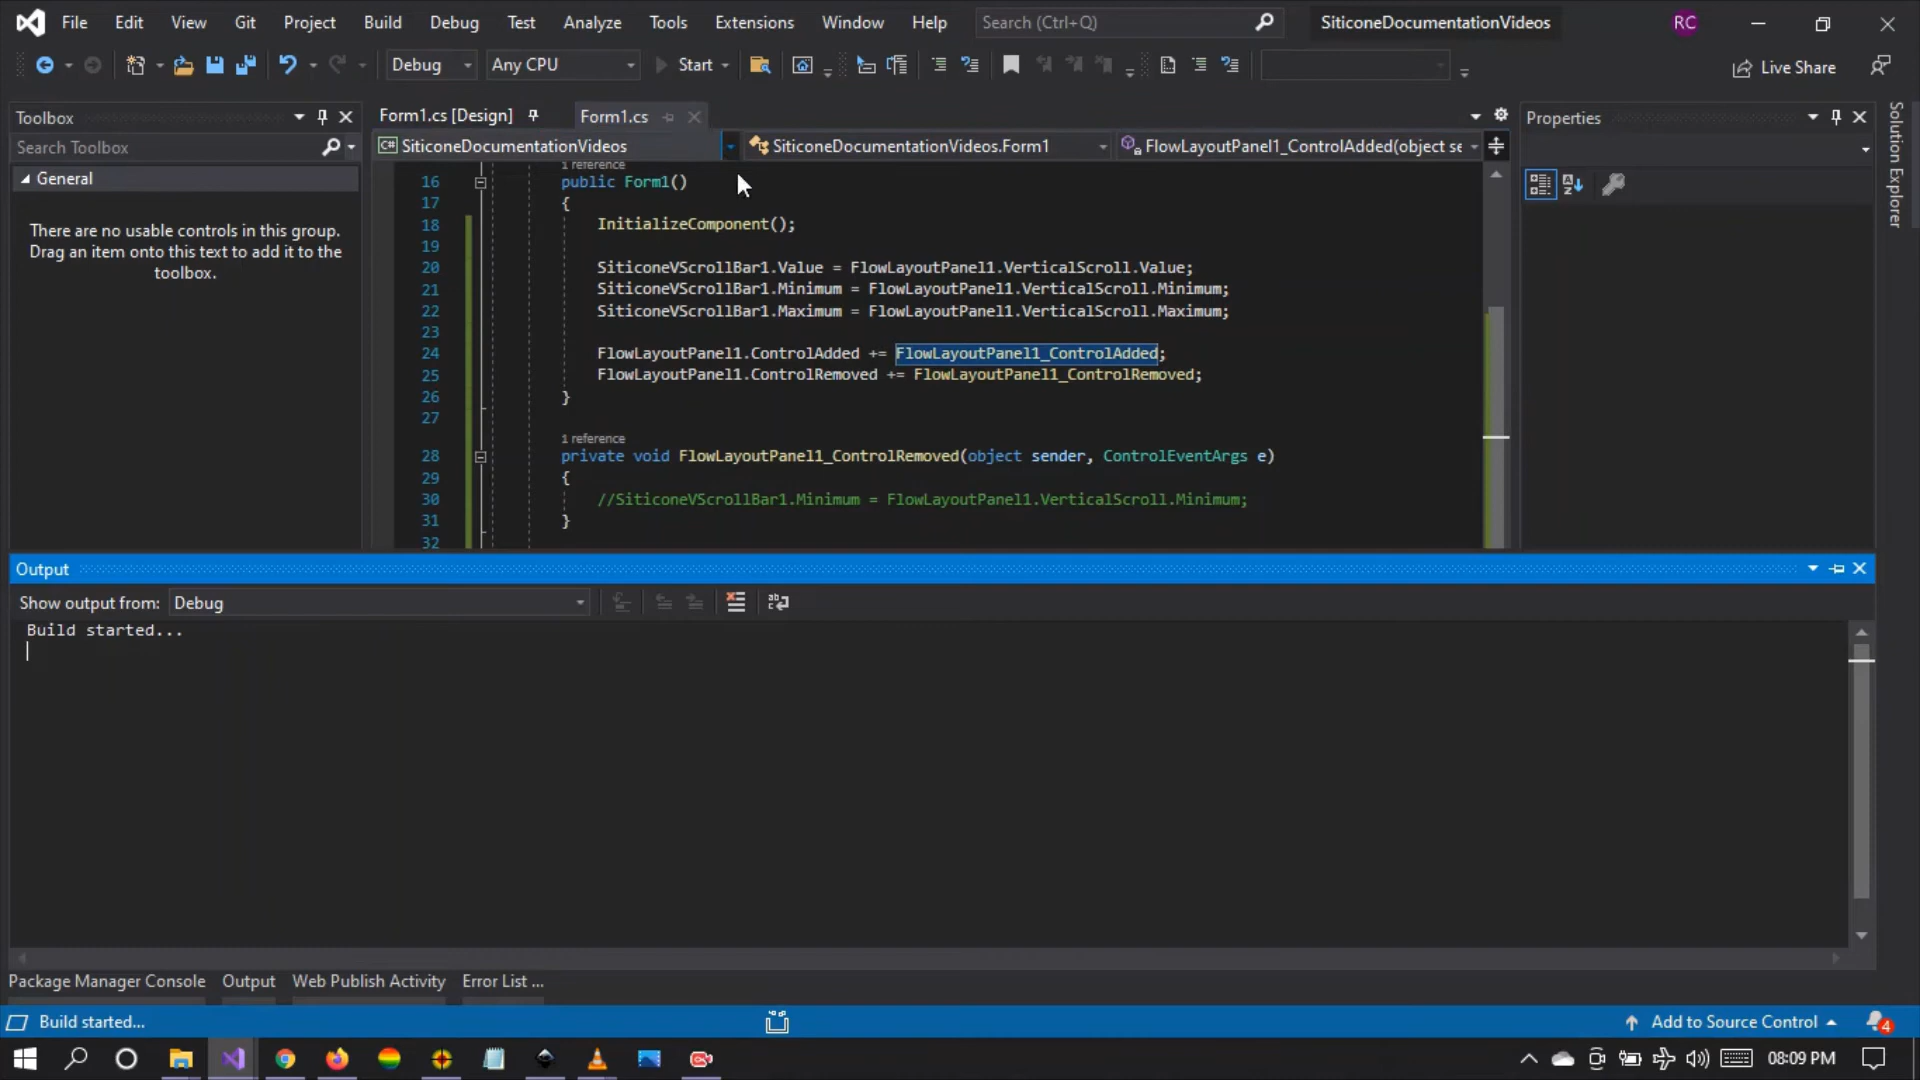 File Edit View Git Project Build Debug Test Analyze Tools Extensions Window Help Search (Ctrl+Q) SiticoneDocumentationVideos RC
Debug Any CPU Start Live Share
Toolbox
Search Toolbox
General
There are no usable controls in this group.
Drag an item onto this text to add it to the
toolbox.
Form1.cs [Design] Form1.cs
C# SiticoneDocumentationVideos SiticoneDocumentationVideos.Form1 FlowLayoutPanel1_ControlAdded(object se
1 reference
16 public Form1()
17 {
18 InitializeComponent();
19
20 SiticoneVScrollBar1.Value = FlowLayoutPanel1.VerticalScroll.Value;
21 SiticoneVScrollBar1.Minimum = FlowLayoutPanel1.VerticalScroll.Minimum;
22 SiticoneVScrollBar1.Maximum = FlowLayoutPanel1.VerticalScroll.Maximum;
23
24 FlowLayoutPanel1.ControlAdded += FlowLayoutPanel1_ControlAdded;
25 FlowLayoutPanel1.ControlRemoved += FlowLayoutPanel1_ControlRemoved;
26 }
27
1 reference
28 private void FlowLayoutPanel1_ControlRemoved(object sender, ControlEventArgs e)
29 {
30 //SiticoneVScrollBar1.Minimum = FlowLayoutPanel1.VerticalScroll.Minimum;
31 }
32
Properties
Solution Explorer
Output
Show output from: Debug
Build started...
Package Manager Console Output Web Publish Activity Error List ...
Build started... Add to Source Control 4
08:09 PM